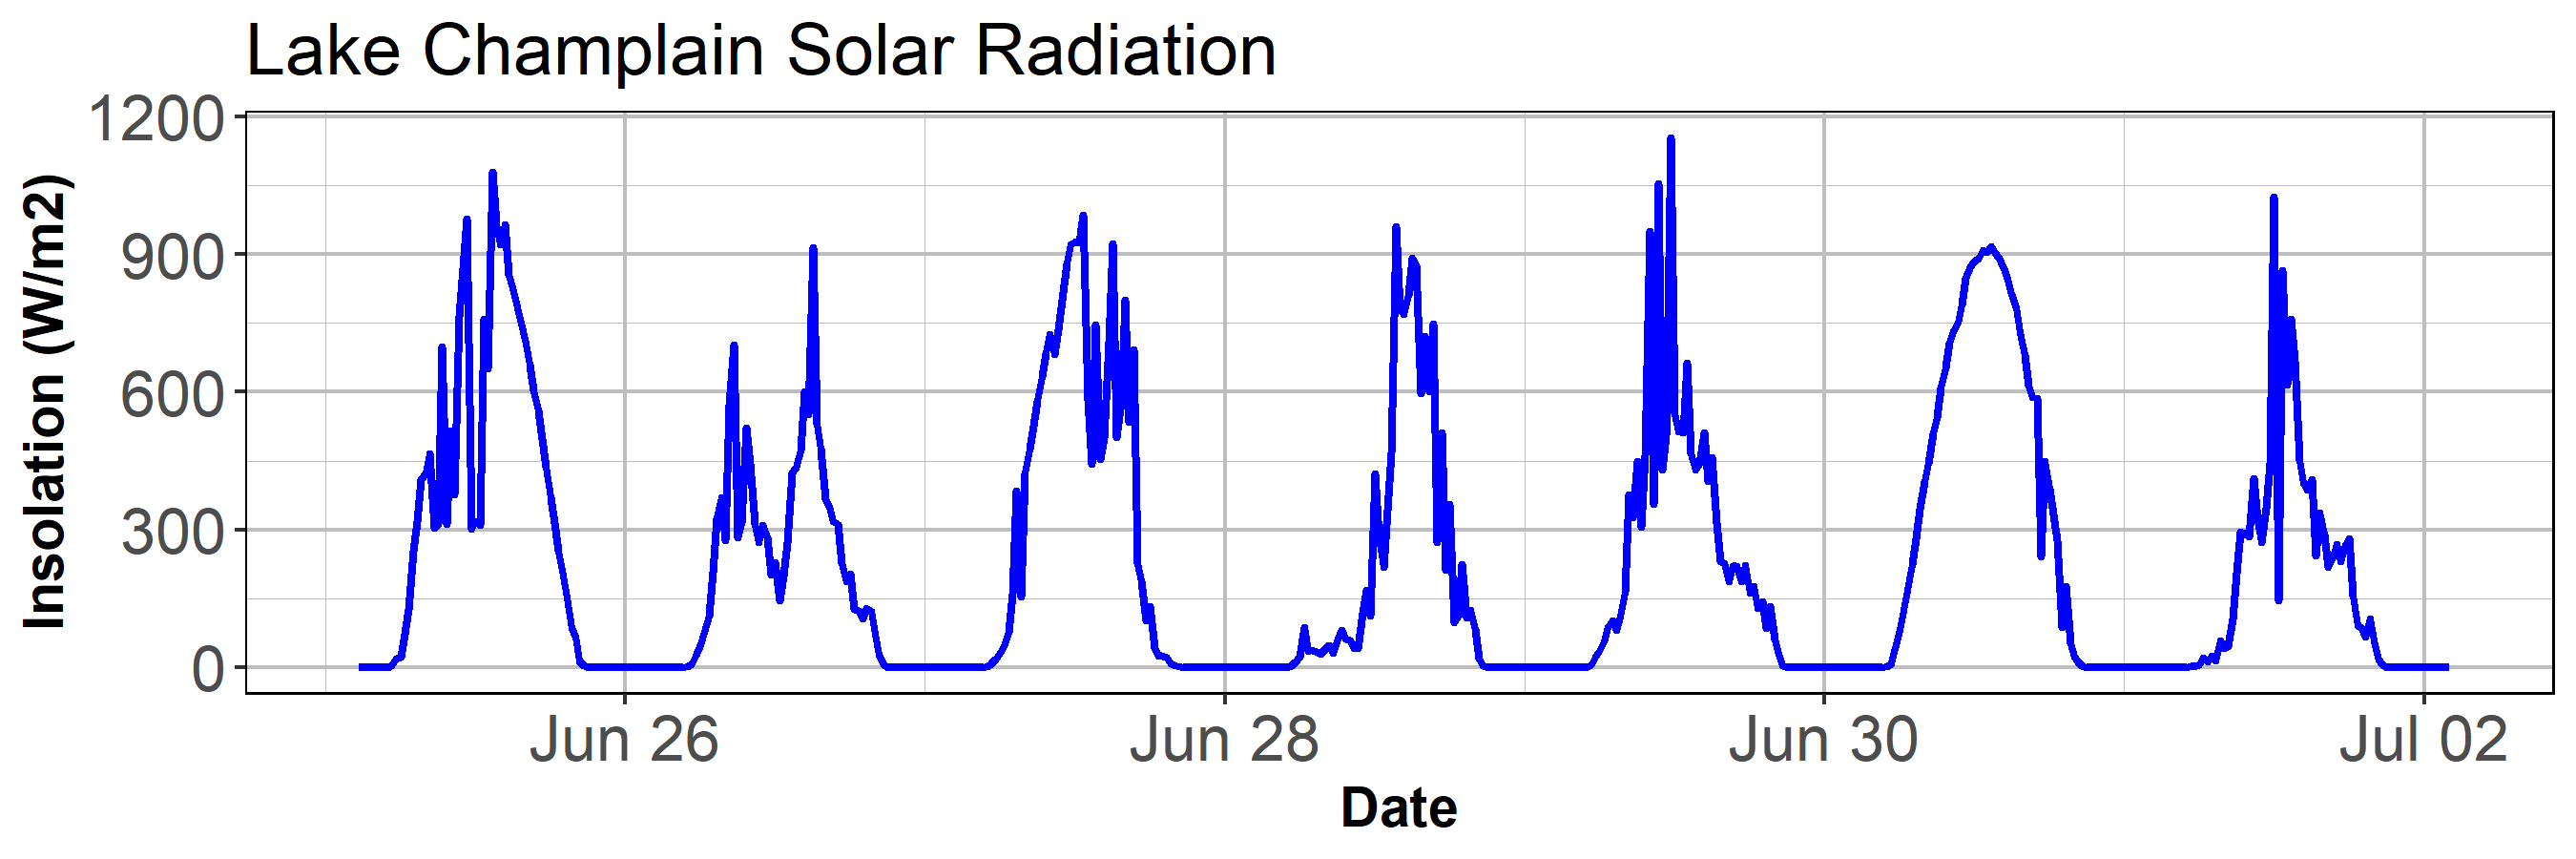 Lake Champlain Solar Radiation
1200
900
600
300
0
Insolation (W/m2)
Jun 26 Jun 28 Jun 30 Jul 02
Date